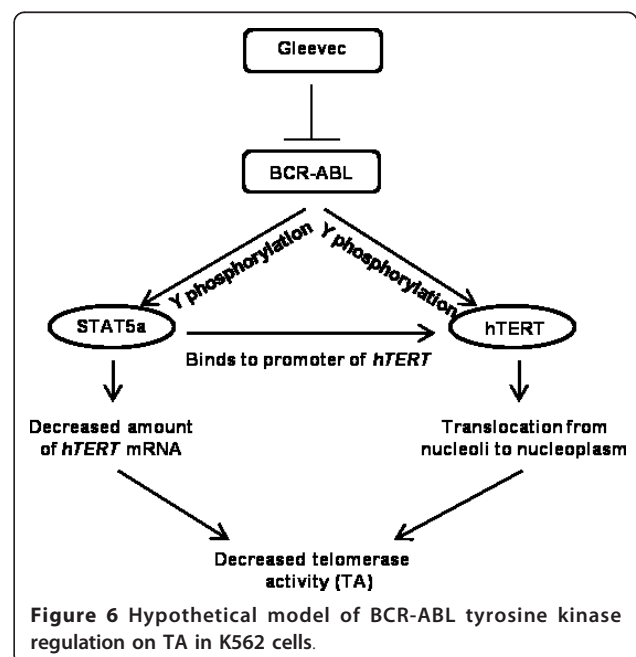 Gleevec
BCR-ABL
Y phosphorylation
Y phosphorylation
STAT5a
hTERT
Binds to promoter of hTERT
Decreased amount
of hTERT mRNA
Translocation from
nucleoli to nucleoplasm
Decreased telomerase
activity (TA)
Figure 6 Hypothetical model of BCR-ABL tyrosine kinase
regulation on TA in K562 cells.